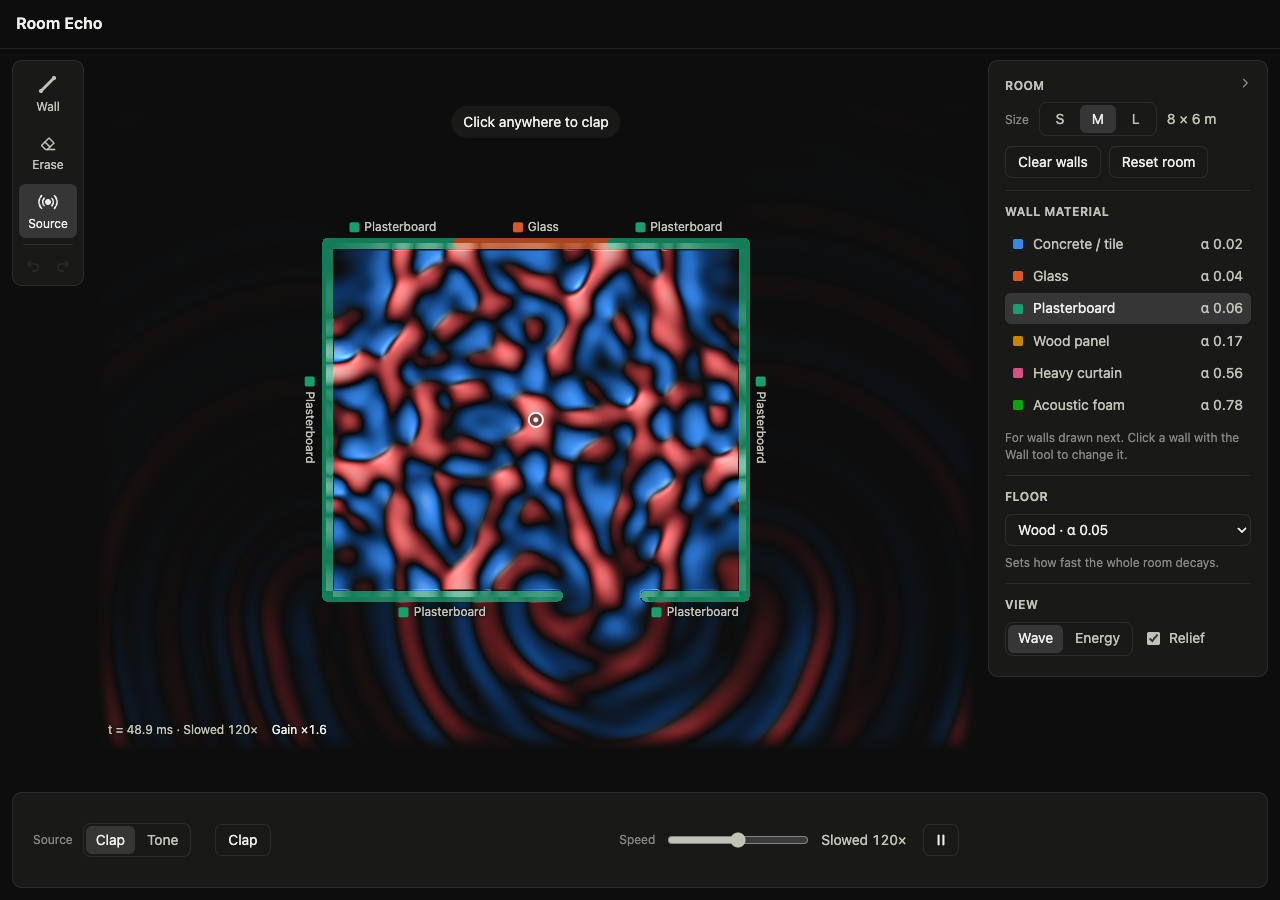 Room Echo
Wall
Erase
Source
Click anywhere to clap
Plasterboard
Glass
Plasterboard
Plasterboard
Plasterboard
Plasterboard
Plasterboard
t = 48.9 ms · Slowed 120× Gain ×1.6
ROOM
Size S M L 8 × 6 m
Clear walls Reset room
WALL MATERIAL
Concrete / tile α 0.02
Glass α 0.04
Plasterboard α 0.06
Wood panel α 0.17
Heavy curtain α 0.56
Acoustic foam α 0.78
For walls drawn next. Click a wall with the
Wall tool to change it.
FLOOR
Wood · α 0.05
Sets how fast the whole room decays.
VIEW
Wave Energy Relief
Source Clap Tone Clap
Speed Slowed 120×